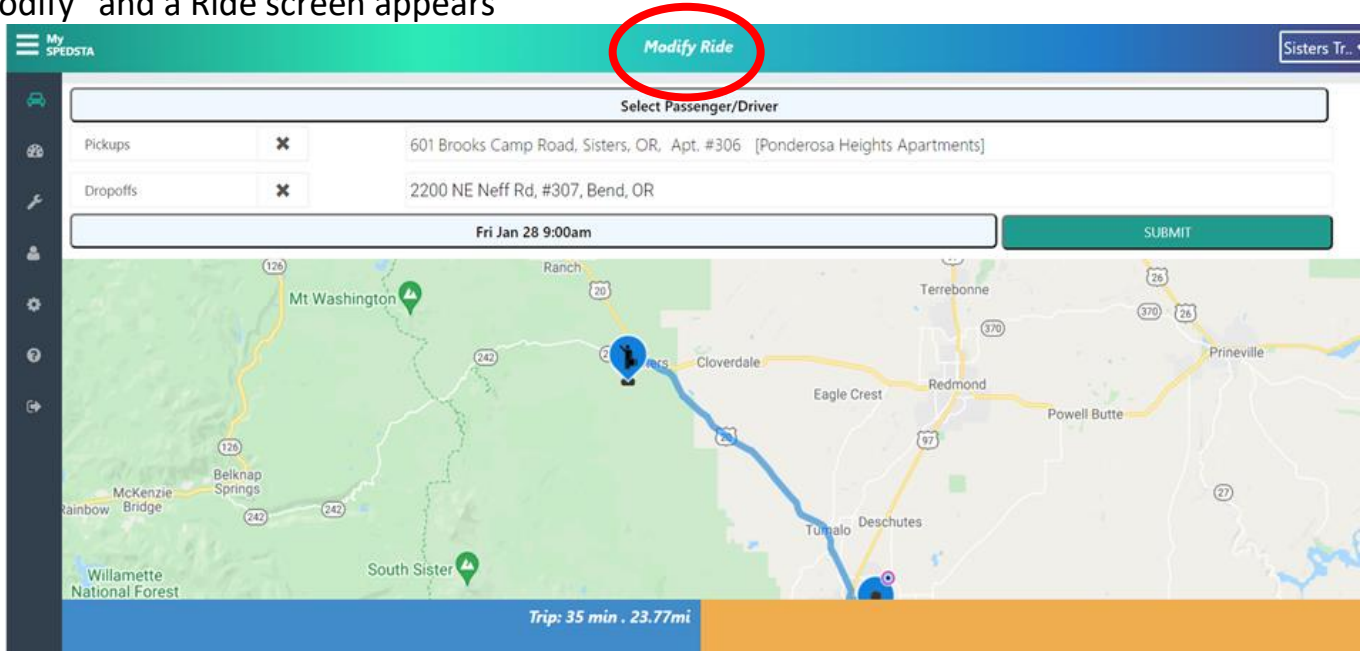 odify" and a Ride screen appears
My
SPEDSTA
Modify Ride
Sisters Tr..
Select Passenger/Driver
Pickups ✖ 601 Brooks Camp Road, Sisters, OR, Apt. #306 [Ponderosa Heights Apartments]
Dropoffs ✖ 2200 NE Neff Rd, #307, Bend, OR
Fri Jan 28 9:00am SUBMIT
126
Ranch
20
Mt Washington
Terrebonne
26
370 26
370
242
ers
Cloverdale
Prineville
Eagle Crest
Redmond
Powell Butte
126
97
Belknap
Springs
McKenzie
Bridge
ainbow
242
242
27
Tumalo
Deschutes
South Sister
Willamette
National Forest
Trip: 35 min . 23.77mi